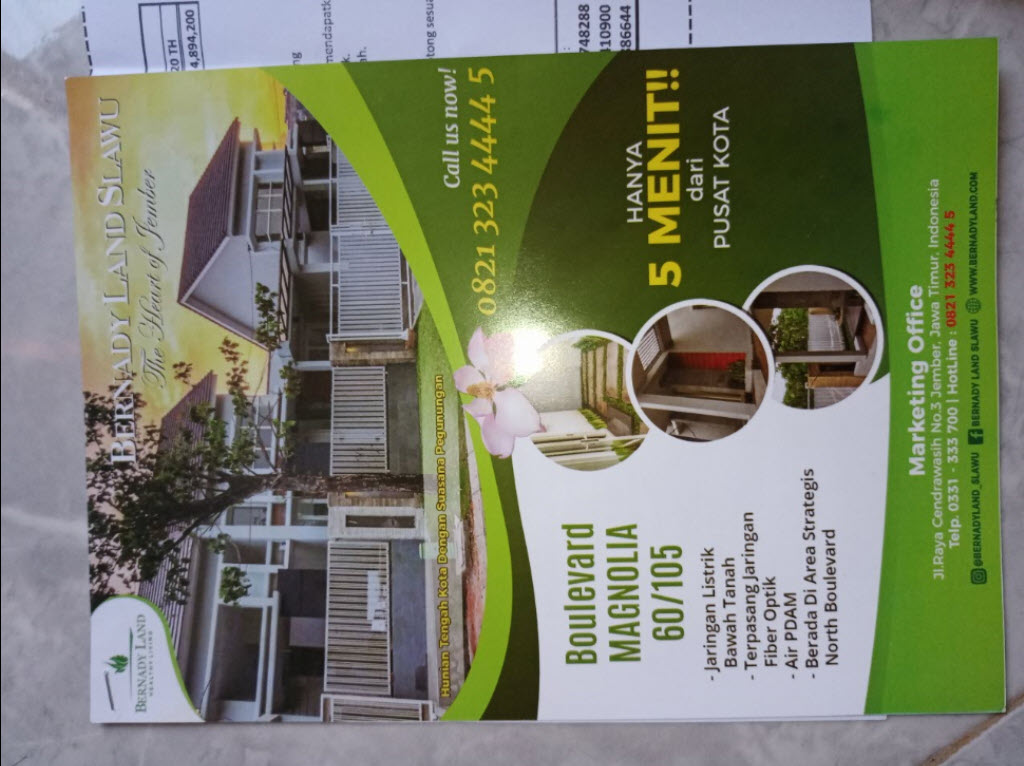 BERNADY LAND
HEALTHY LIVING
BERNADY LAND SLAWU
The Heart of Jember
Hunian Tengah Kota Dengan Suasana Pegunungan
Call us now!
0821 323 4444 5
HANYA
5 MENIT!!
dari
PUSAT KOTA
Boulevard
MAGNOLIA
60/105
- Jaringan Listrik
Bawah Tanah
- Terpasang Jaringan
Fiber Optik
- Air PDAM
- Berada Di Area Strategis
North Boulevard
Marketing Office
Jl.Raya Cendrawasih No.3 Jember, Jawa Timur, Indonesia
Telp. 0331 - 333 700 | HotLine : 0821 323 4444 5
@BERNADYLAND_SLAWU BERNADY LAND SLAWU WWW.BERNADYLAND.COM
20 TH
4,894,200
mendapatk
tong sesua
748288
310900
386644